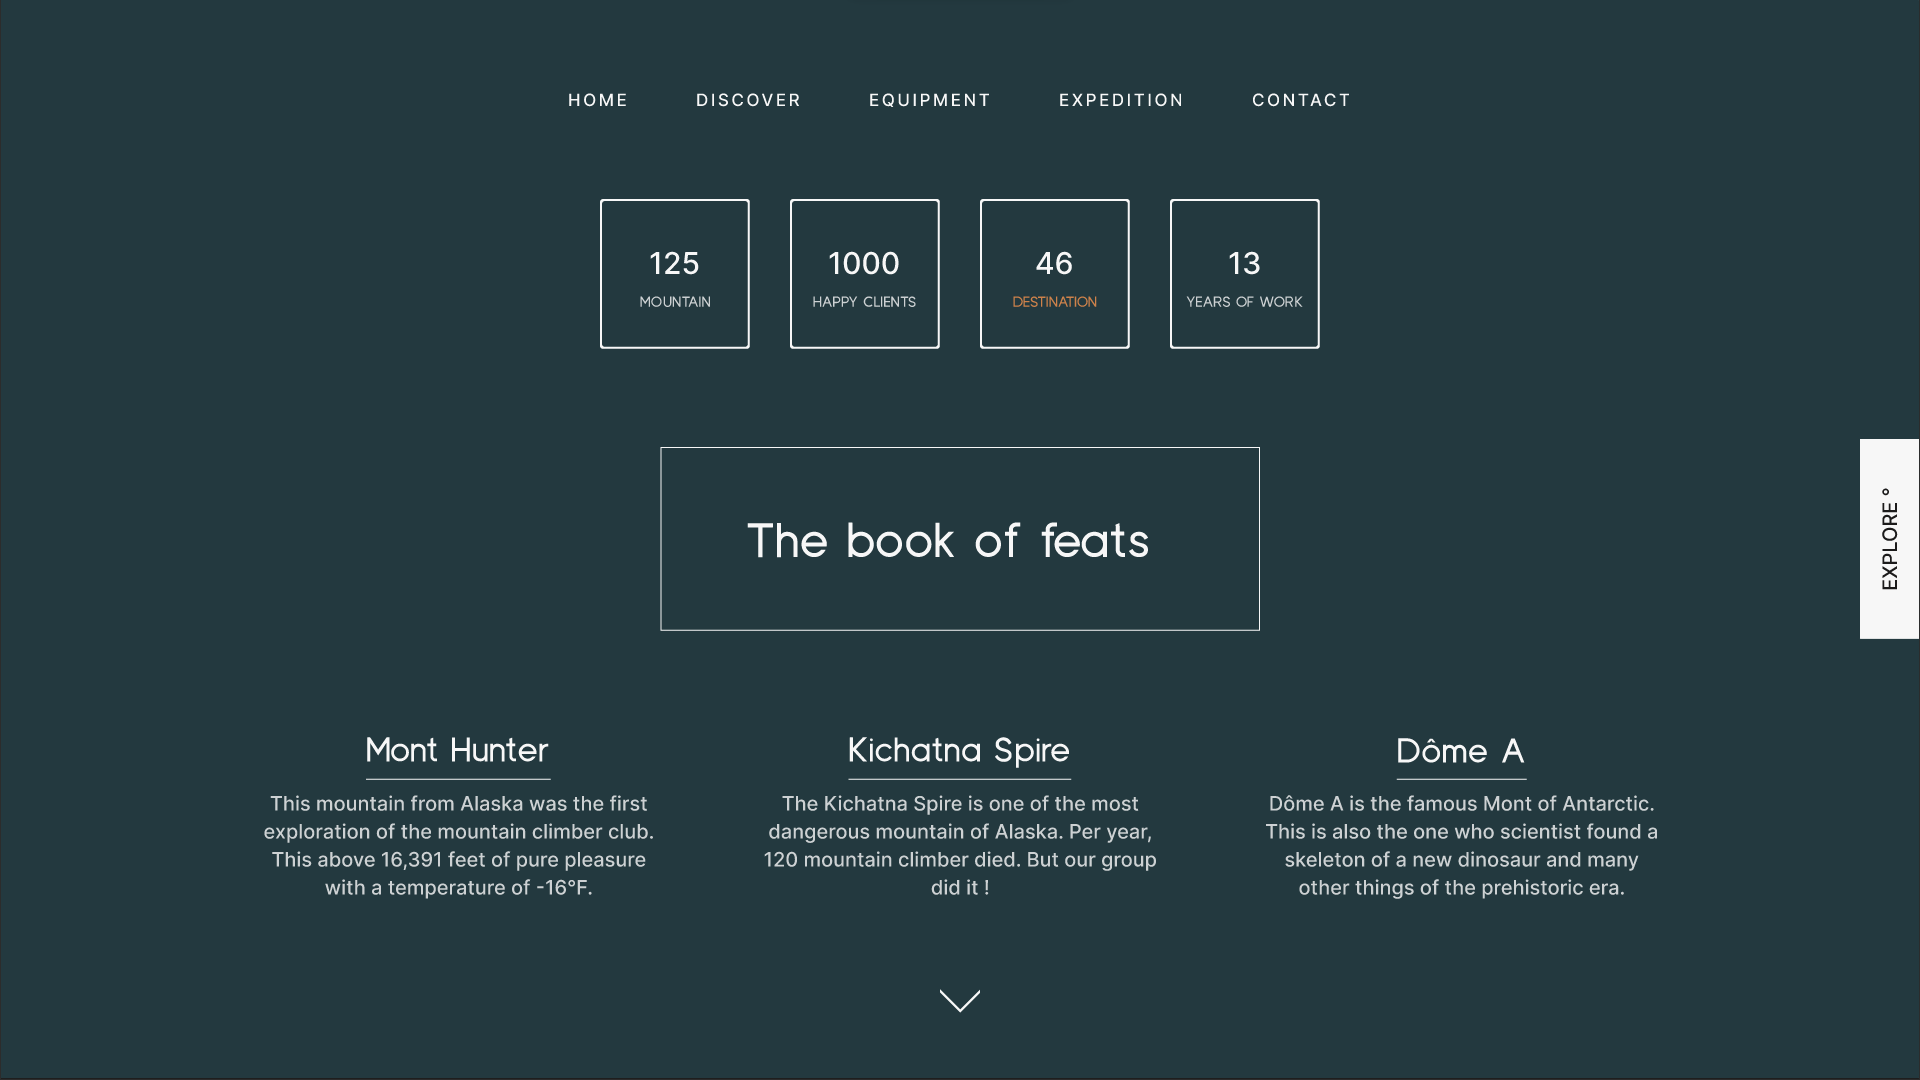 HOME DISCOVER EQUIPMENT EXPEDITION CONTACT
125 1000 46 13
MOUNTAIN HAPPY CLIENTS DESTINATION YEARS OF WORK
EXPLORE °
The book of feats
Mont Hunter
This mountain from Alaska was the first
exploration of the mountain climber club.
This above 16,391 feet of pure pleasure
with a temperature of -16°F.
Kichatna Spire
The Kichatna Spire is one of the most
dangerous mountain of Alaska. Per year,
120 mountain climber died. But our group
did it !
Dôme A
Dôme A is the famous Mont of Antarctic.
This is also the one who scientist found a
skeleton of a new dinosaur and many
other things of the prehistoric era.